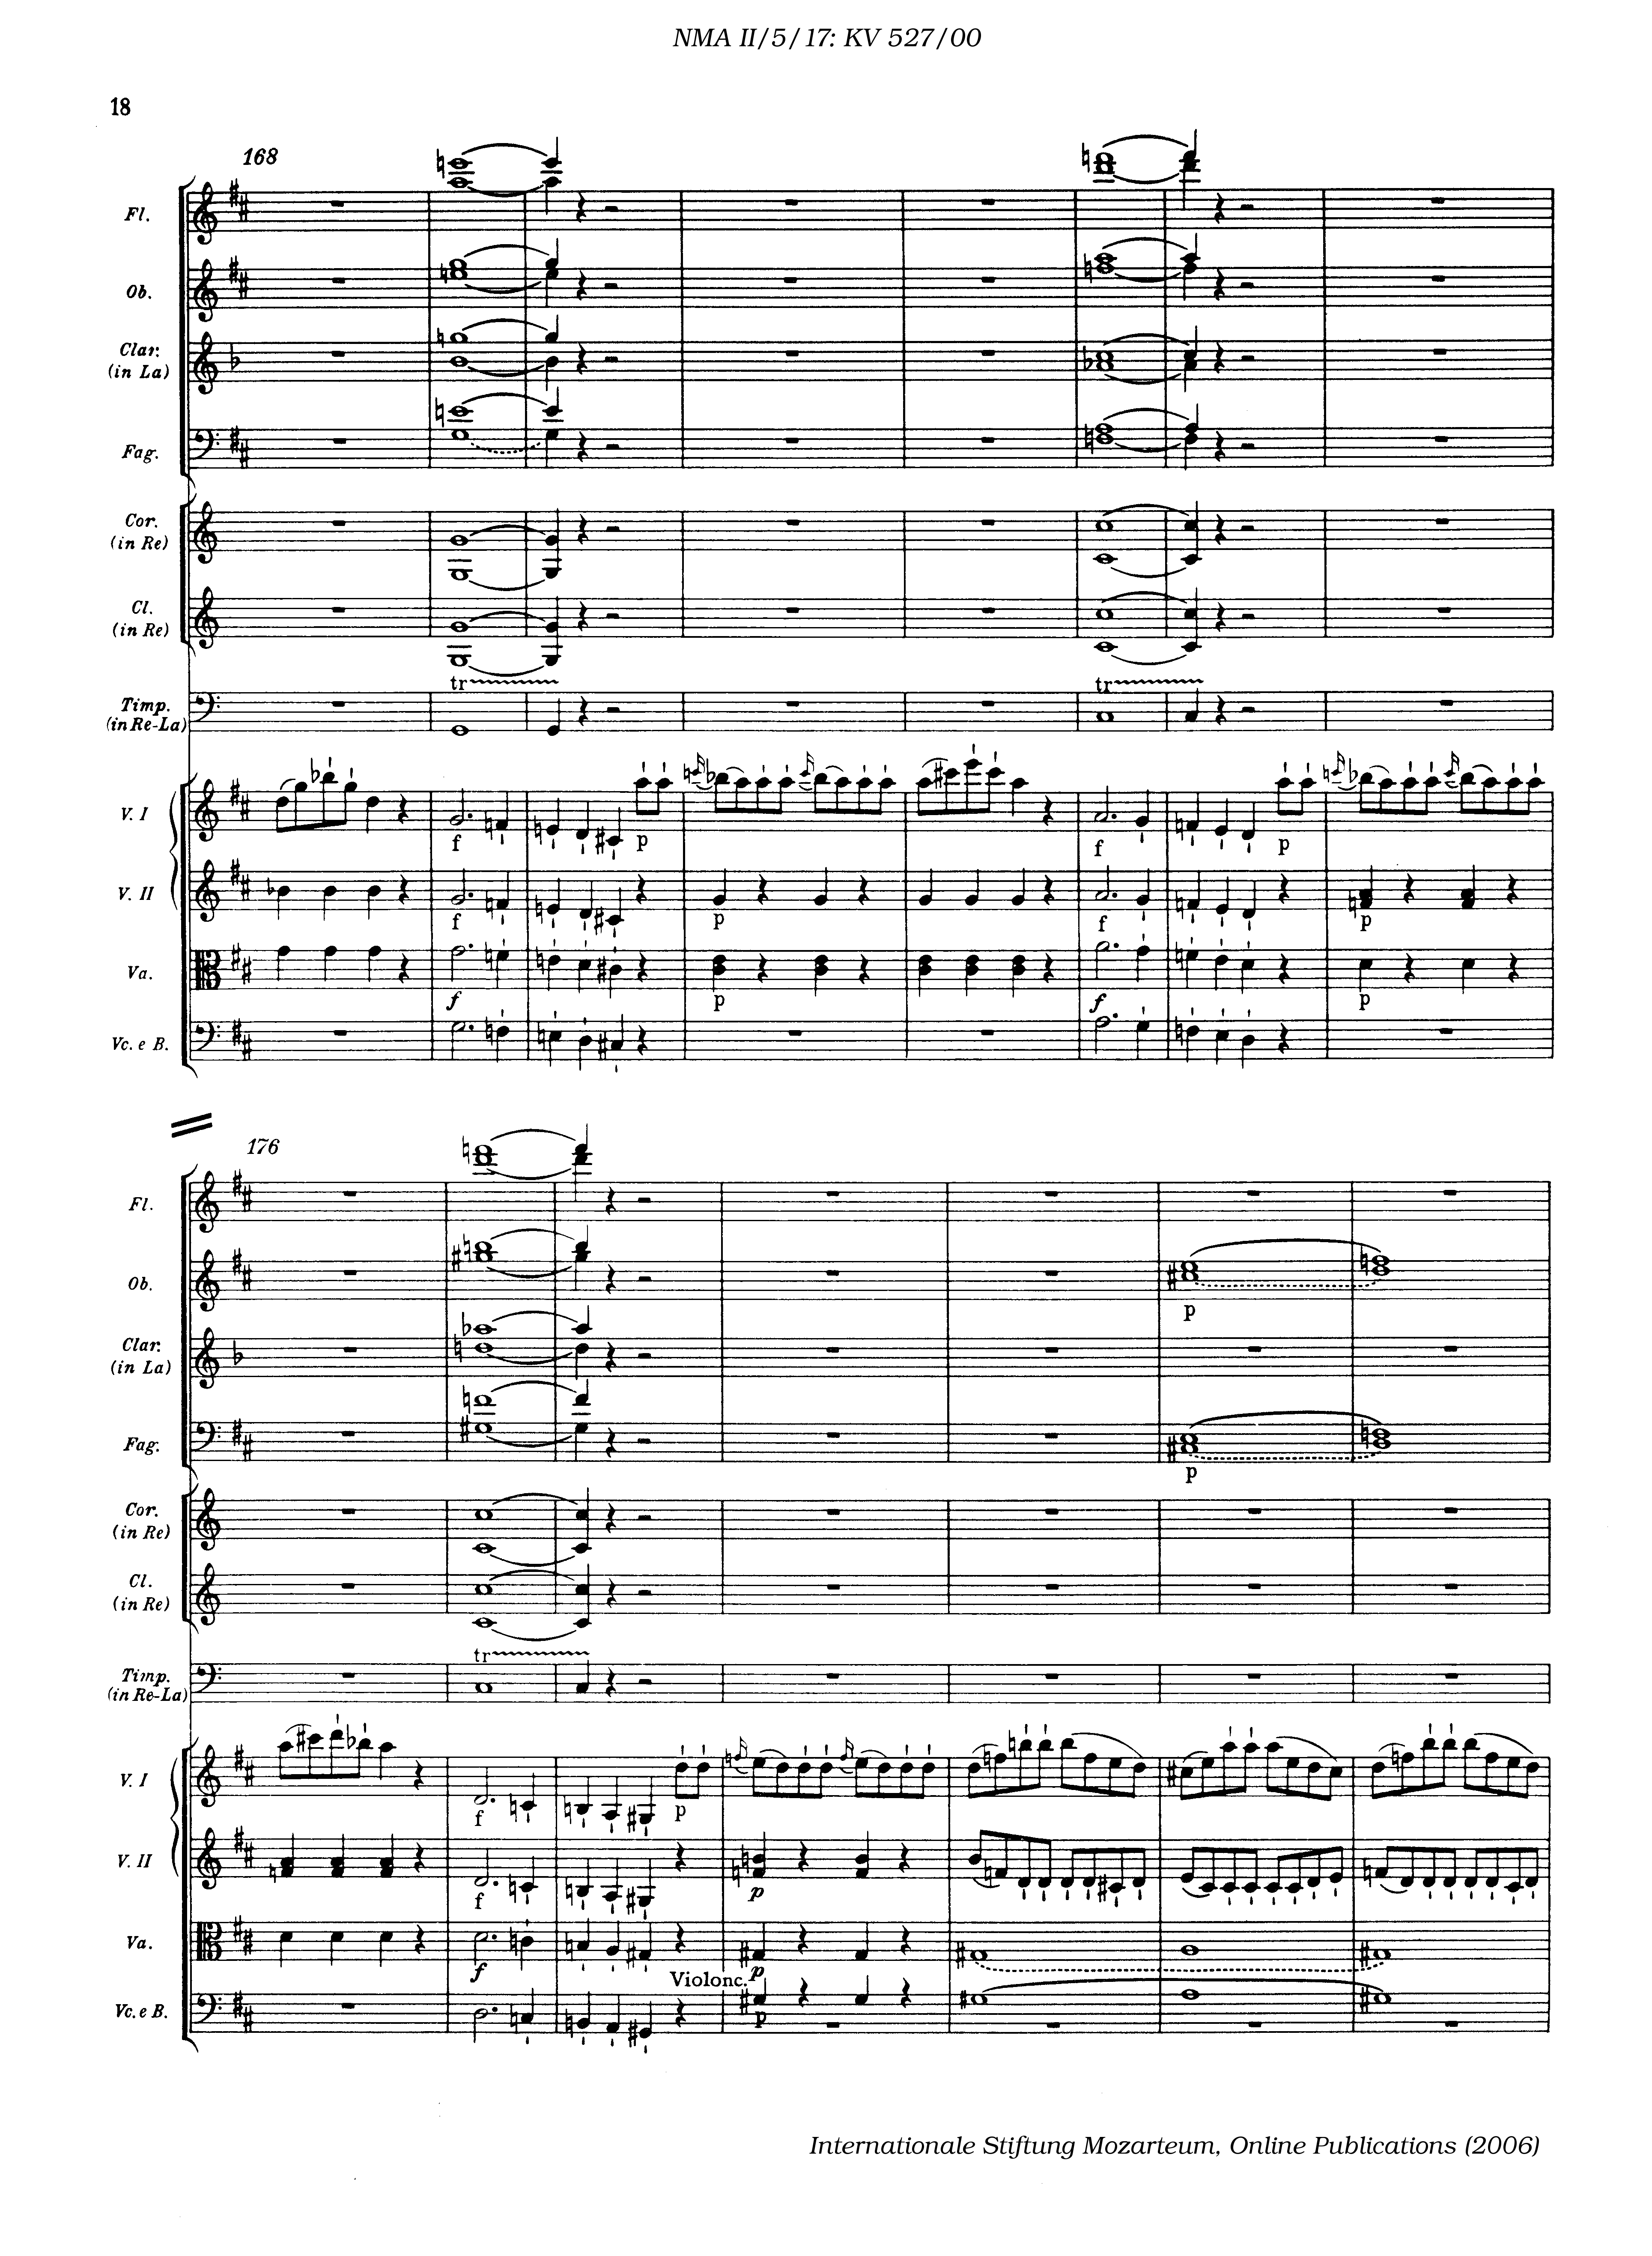 NMA II/5/17: KV 527/00
18
168
Fl.
Ob.
Clar.
(in La)
Fag.
Cor.
(in Re)
Cl.
(in Re)
tr tr
Timp.
(in Re-La)
V. I
f p f p
V. II
f p f p
Va.
f p f p
Vc. e B.
176
Fl.
Ob.
p
Clar.
(in La)
Fag.
p
Cor.
(in Re)
Cl.
(in Re)
tr
Timp.
(in Re-La)
V. I
f p
V. II
f p
Va.
f p
Violonc.
Vc. e B.
p
Internationale Stiftung Mozarteum, Online Publications (2006)